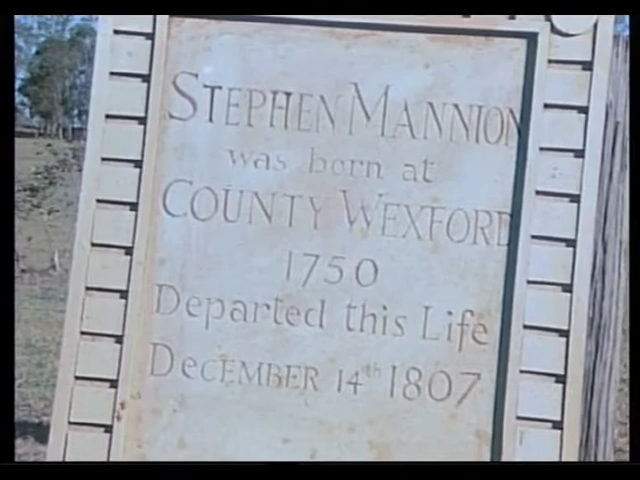 STEPHEN MANNION
was born at
COUNTY WEXFORD
1750
Departed this Life
DECEMBER 14th 1807